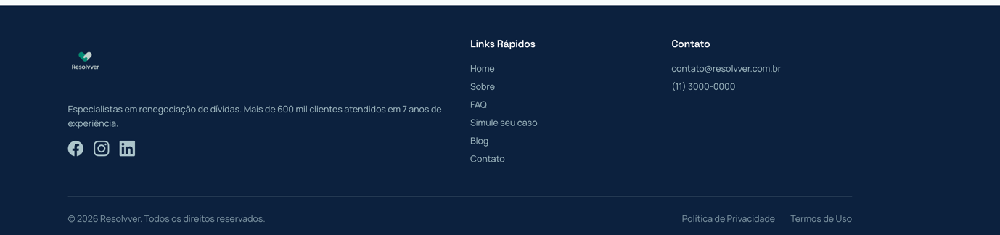 Resolvver
Especialistas em renegociação de dívidas. Mais de 600 mil clientes atendidos em 7 anos de
experiência.
Links Rápidos
Home
Sobre
FAQ
Simule seu caso
Blog
Contato
Contato
contato@resolvver.com.br
(11) 3000-0000
© 2026 Resolvver. Todos os direitos reservados.
Política de Privacidade
Termos de Uso